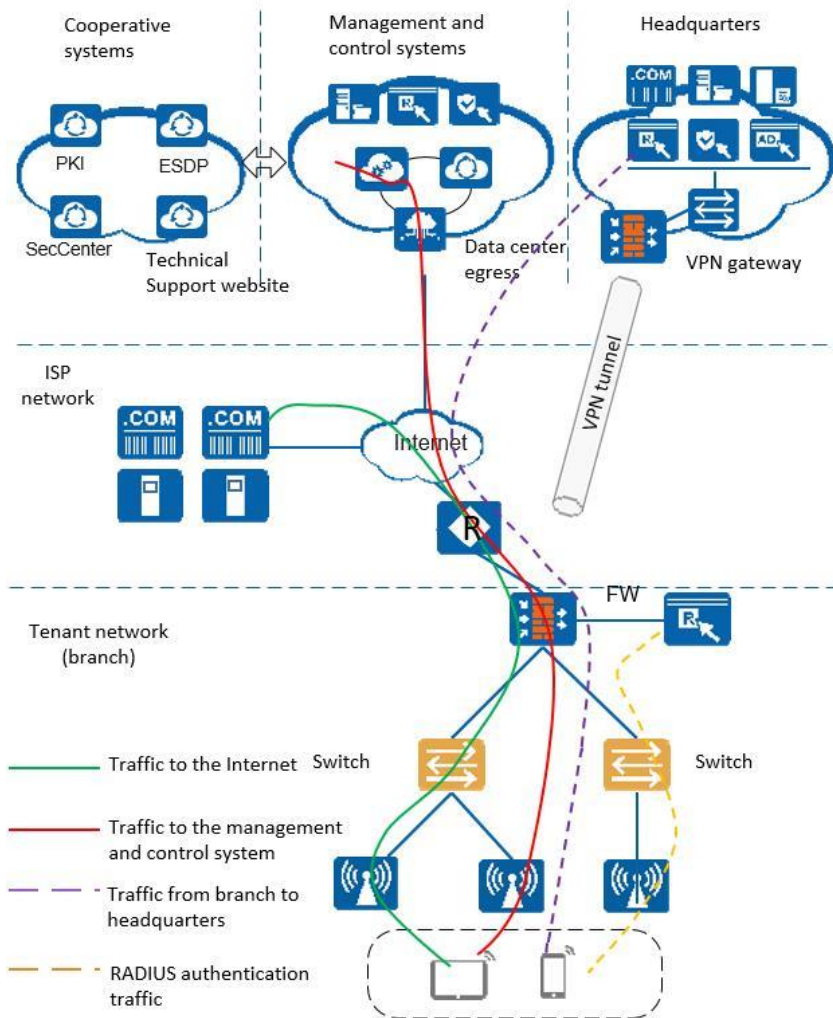 Cooperative
systems
Management and
control systems
Headquarters
.COM
R
R
AD
PKI
ESDP
SecCenter
Technical
Support website
Data center
egress
VPN gateway
ISP
network
.COM
.COM
Internet
VPN tunnel
R
FW
R
Tenant network
(branch)
Switch
Switch
Traffic to the Internet
Traffic to the management
and control system
Traffic from branch to
headquarters
RADIUS authentication
traffic